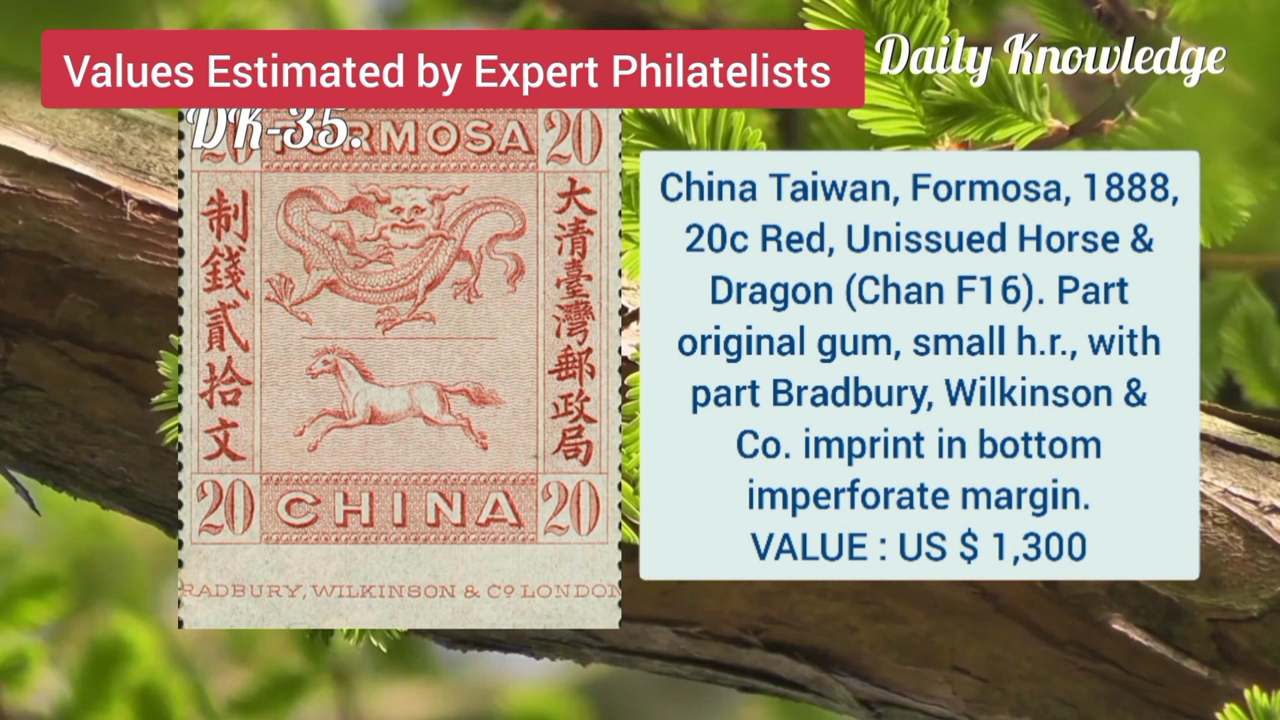 Values Estimated by Expert Philatelists
Daily Knowledge
DK-35.
20 FORMOSA 20
制錢貳拾文
大清臺灣郵政局
20 CHINA 20
RADBURY, WILKINSON & Cº LONDON
China Taiwan, Formosa, 1888,
20c Red, Unissued Horse &
Dragon (Chan F16). Part
original gum, small h.r., with
part Bradbury, Wilkinson &
Co. imprint in bottom
imperforate margin.
VALUE : US $ 1,300